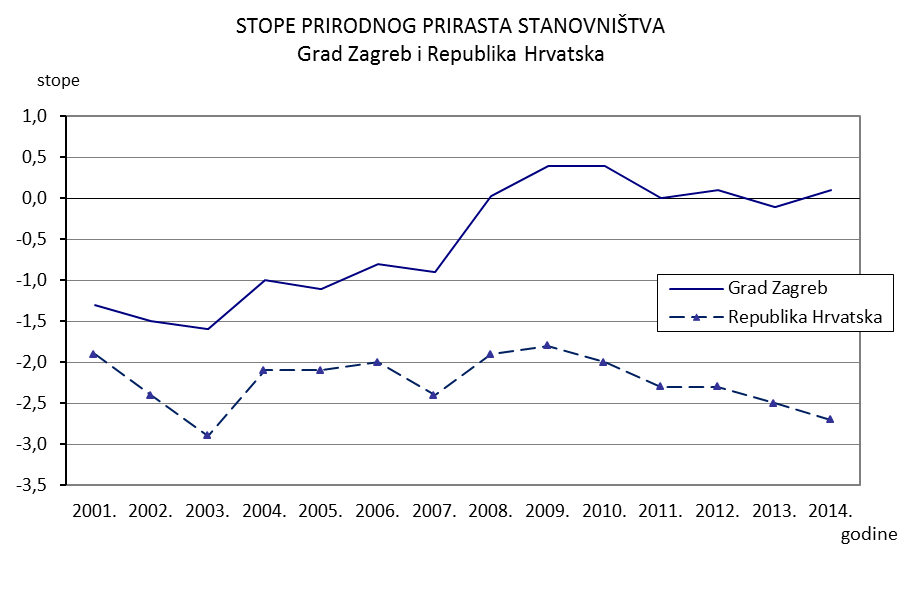 STOPE PRIRODNOG PRIRASTA STANOVNIŠTVA
Grad Zagreb i Republika Hrvatska
stope
1,0
0,5
0,0
-0,5
-1,0
-1,5
-2,0
-2,5
-3,0
-3,5
Grad Zagreb
Republika Hrvatska
2001. 2002. 2003. 2004. 2005. 2006. 2007. 2008. 2009. 2010. 2011. 2012. 2013. 2014.
godine